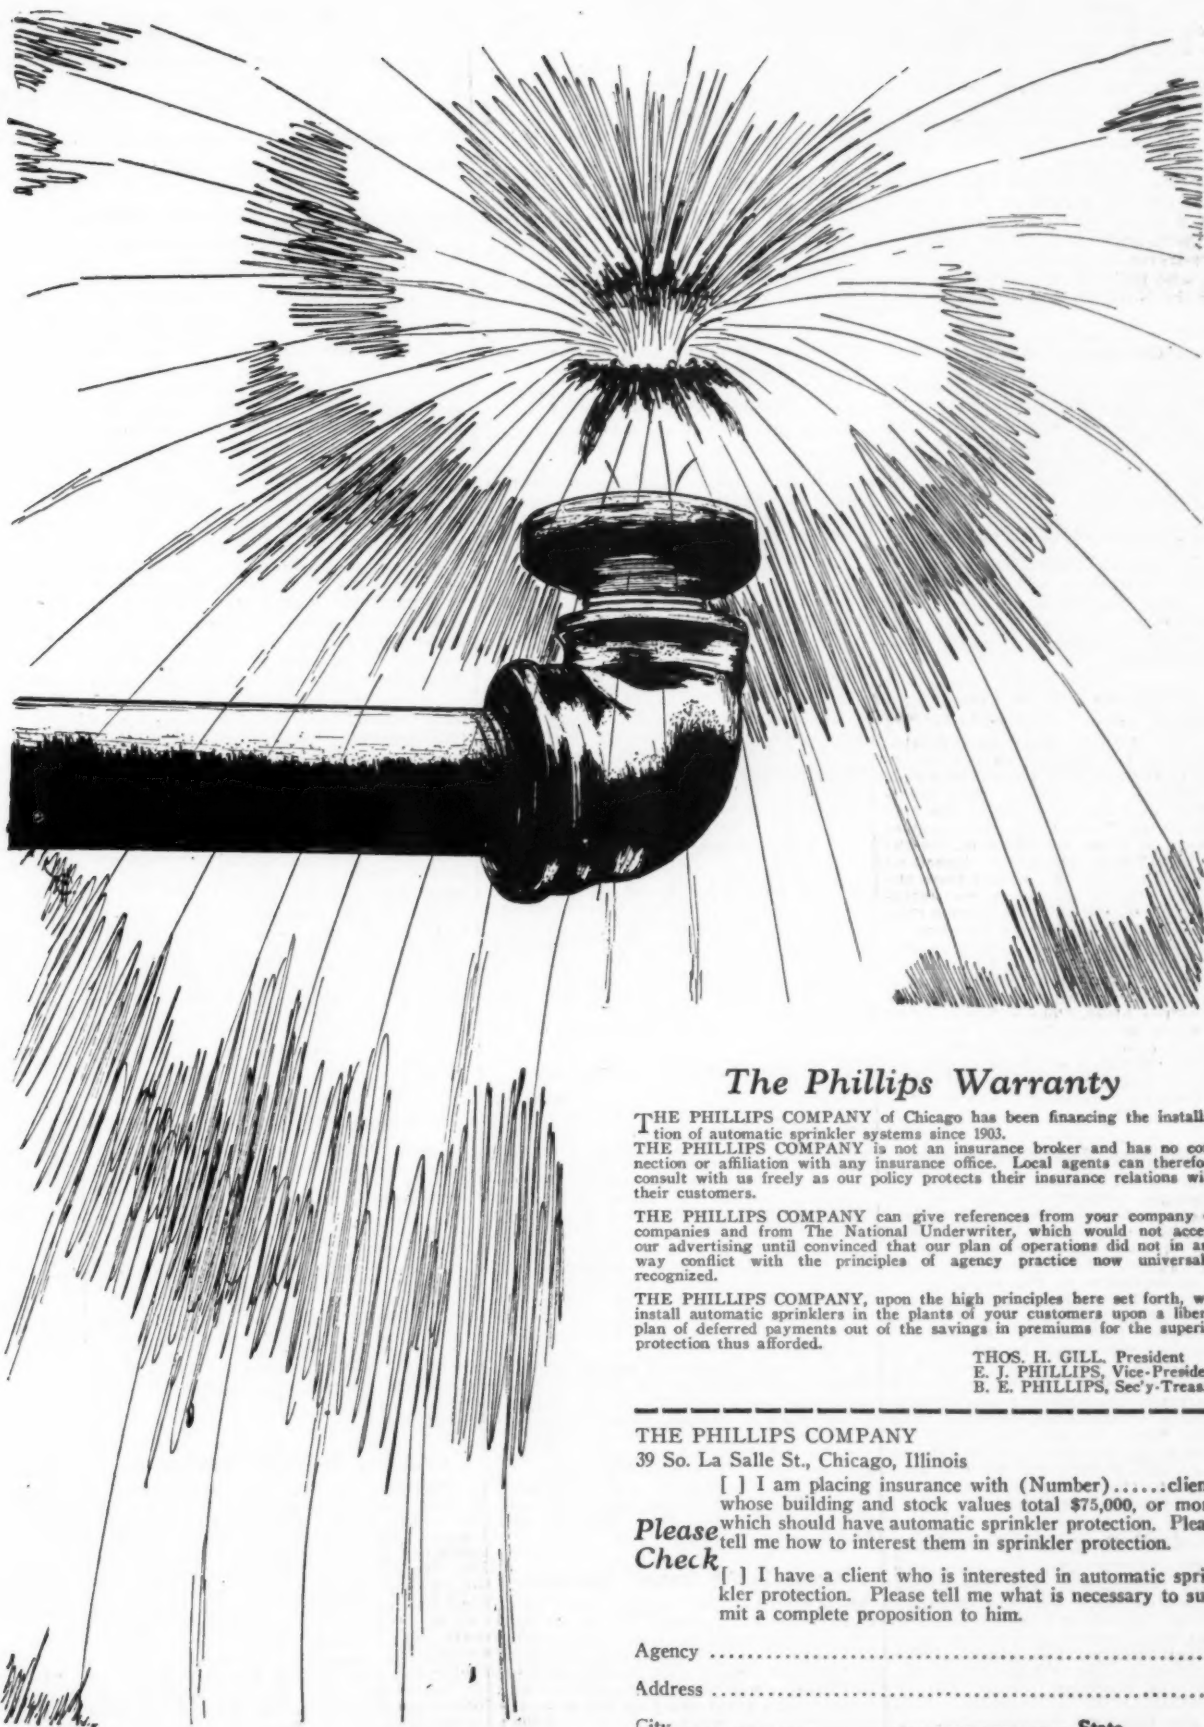 The Phillips Warranty
THE PHILLIPS COMPANY of Chicago has been financing the install
tion of automatic sprinkler systems since 1903.
THE PHILLIPS COMPANY is not an insurance broker and has no co
nection or affiliation with any insurance office. Local agents can therefo
consult with us freely as our policy protects their insurance relations wi
their customers.
THE PHILLIPS COMPANY can give references from your company
companies and from The National Underwriter, which would not acce
our advertising until convinced that our plan of operations did not in a
way conflict with the principles of agency practice now universal
recognized.
THE PHILLIPS COMPANY, upon the high principles here set forth, w
install automatic sprinklers in the plants of your customers upon a liber
plan of deferred payments out of the savings in premiums for the superi
protection thus afforded.
THOS. H. GILL, President
E. J. PHILLIPS, Vice-Preside
B. E. PHILLIPS, Sec'y-Treas
THE PHILLIPS COMPANY
39 So. La Salle St., Chicago, Illinois
[ ] I am placing insurance with (Number)......clien
whose building and stock values total $75,000, or mo
which should have automatic sprinkler protection. Plea
tell me how to interest them in sprinkler protection.
Please
Check
[ ] I have a client who is interested in automatic spri
kler protection. Please tell me what is necessary to su
mit a complete proposition to him.
Agency
Address
City State